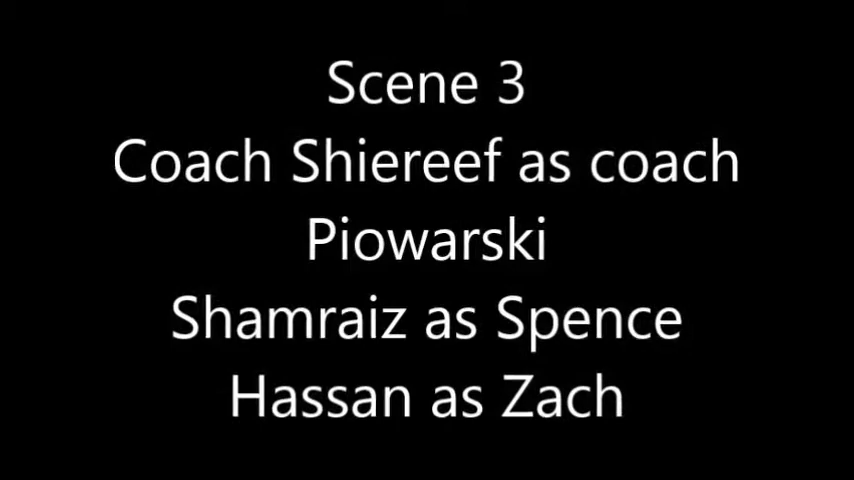 Scene 3
Coach Shiereef as coach
Piowarski
Shamraiz as Spence
Hassan as Zach